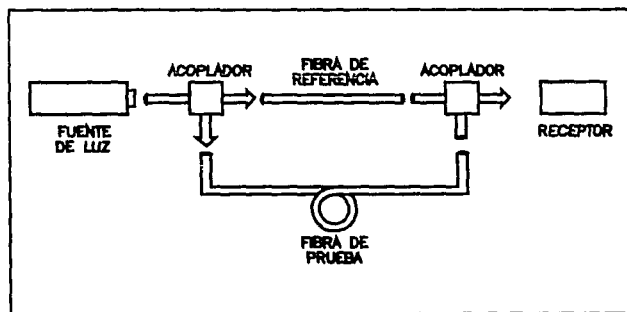 ACOPLADOR
FIBRA DE
REFERENCIA
ACOPLADOR
FUENTE
DE LUZ
RECEPTOR
FIBRA DE
PRUEBA